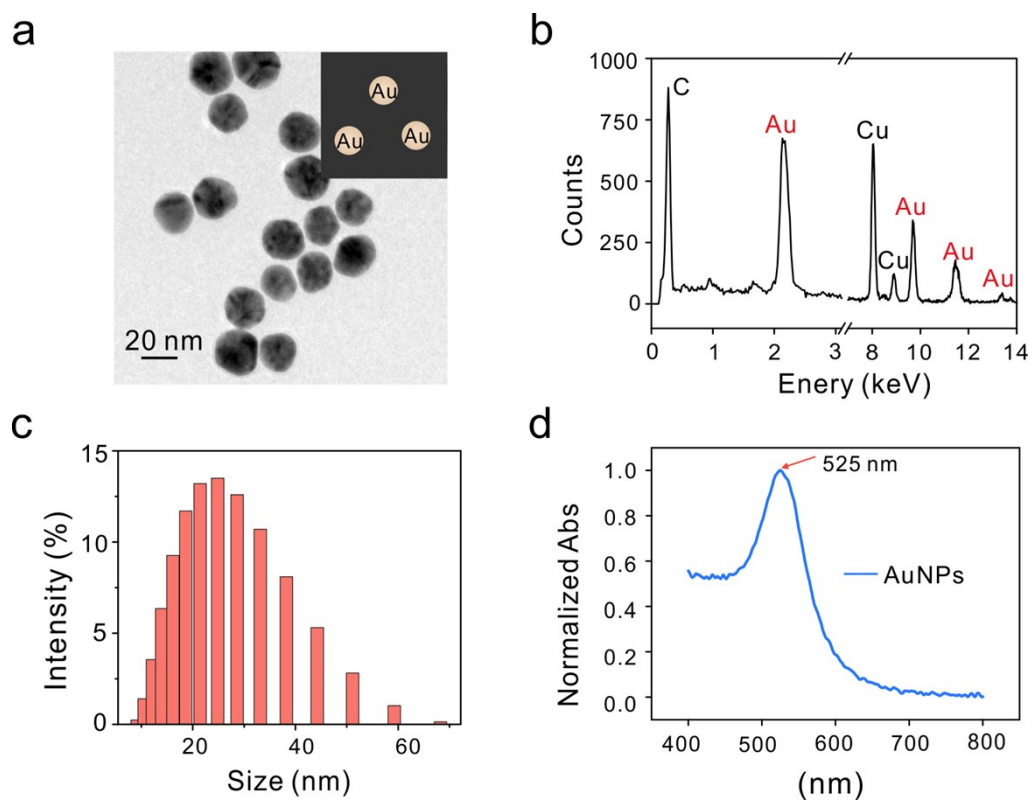 a
Au
Au
Au
20 nm
b
1000
750
500
250
0
Counts
C
Au
Cu
Cu
Au
Au
Au
0
1
2
3
8
10
12
14
Enery (keV)
c
15
10
5
0
Intensity (%)
20
40
60
Size (nm)
d
1.0
0.8
0.6
0.4
0.2
0.0
Normalized Abs
525 nm
AuNPs
400
500
600
700
800
(nm)